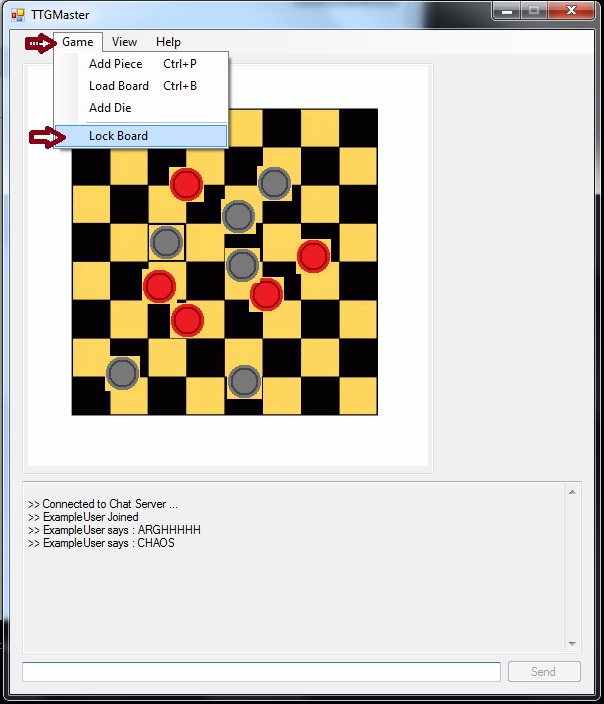 TTGMaster
Game View Help
Add Piece Ctrl+P
Load Board Ctrl+B
Add Die
Lock Board
>> Connected to Chat Server ...
>> ExampleUser Joined
>> ExampleUser says : ARGHHHHH
>> ExampleUser says : CHAOS
Send